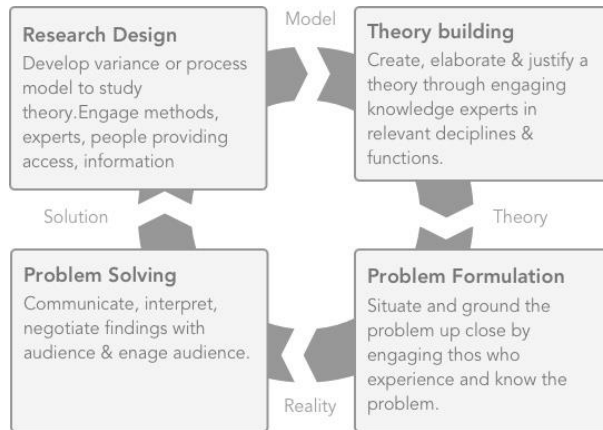 Model
Research Design
Develop variance or process
model to study
theory.Engage methods,
experts, people providing
access, information
Theory building
Create, elaborate & justify a
theory through engaging
knowledge experts in
relevant deciplines &
functions.
Solution
Theory
Problem Solving
Communicate, interpret,
negotiate findings with
audience & enage audience.
Problem Formulation
Situate and ground the
problem up close by
engaging thos who
experience and know the
problem.
Reality